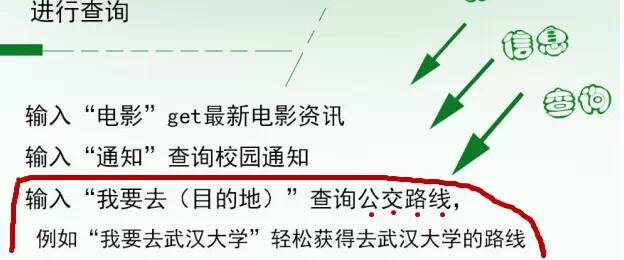 进行查询
信息
查询
输入“电影”get最新电影资讯
输入“通知”查询校园通知
输入“我要去（目的地）”查询公交路线，
例如“我要去武汉大学”轻松获得去武汉大学的路线